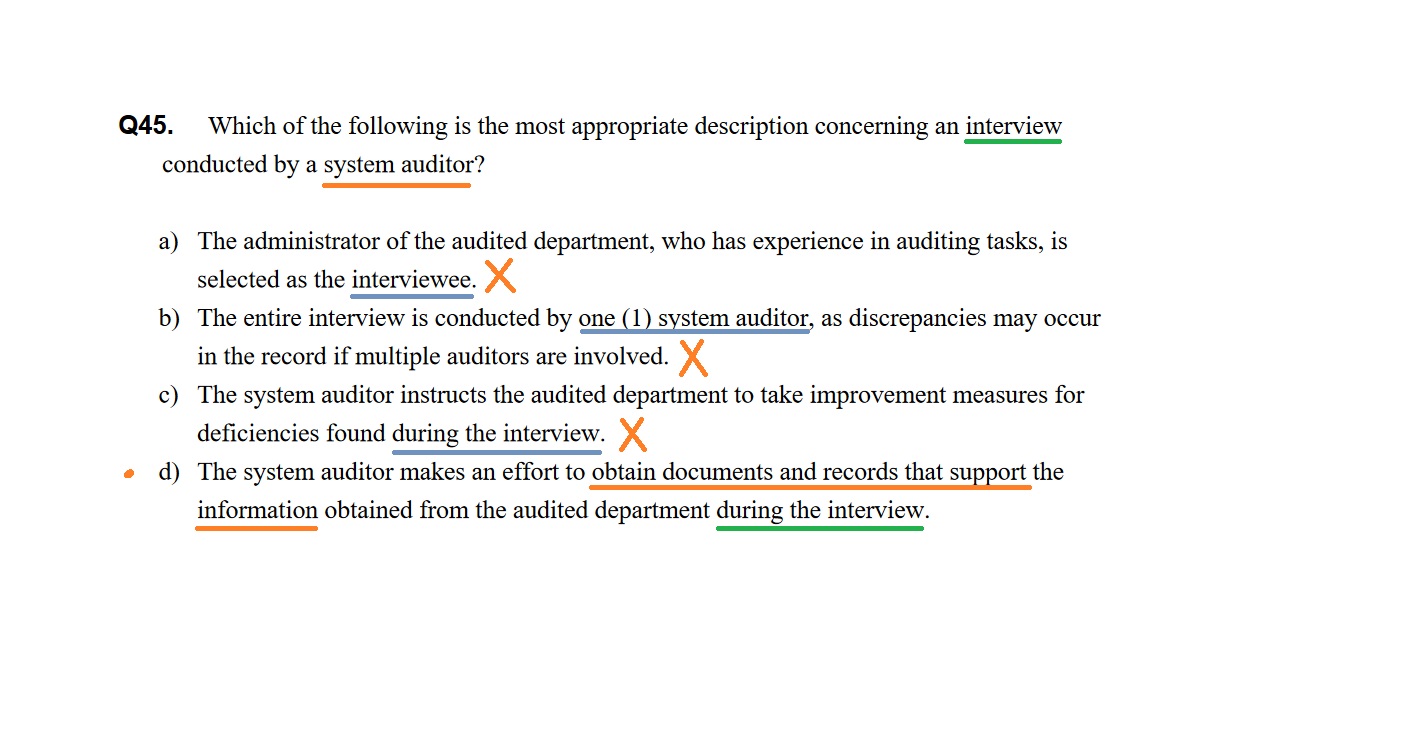 Q45. Which of the following is the most appropriate description concerning an interview
conducted by a system auditor?
a) The administrator of the audited department, who has experience in auditing tasks, is
selected as the interviewee.
b) The entire interview is conducted by one (1) system auditor, as discrepancies may occur
in the record if multiple auditors are involved.
c) The system auditor instructs the audited department to take improvement measures for
deficiencies found during the interview.
d) The system auditor makes an effort to obtain documents and records that support the
information obtained from the audited department during the interview.